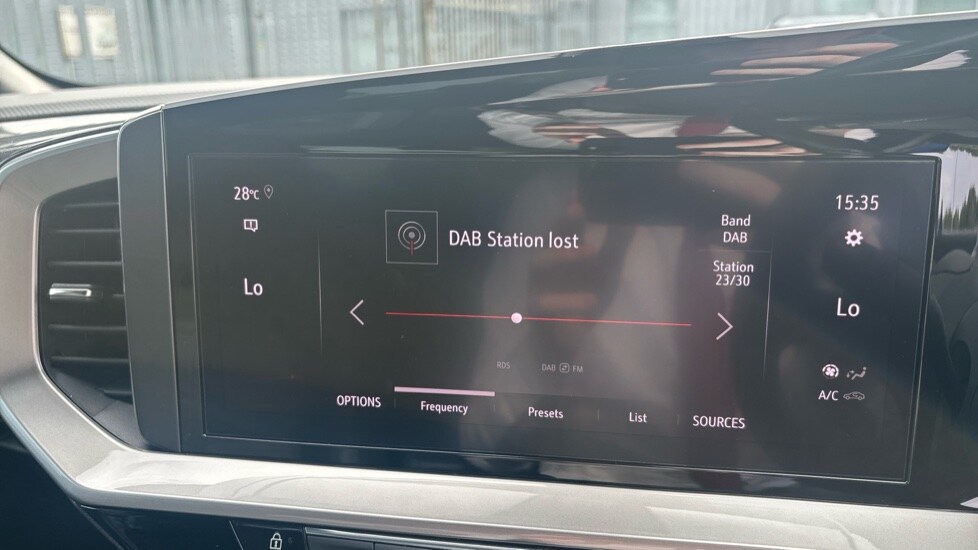 28°C
15:35
Band
DAB
DAB Station lost
Station
23/30
Lo
Lo
RDS
DAB FM
A/C
OPTIONS
Frequency
Presets
List
SOURCES